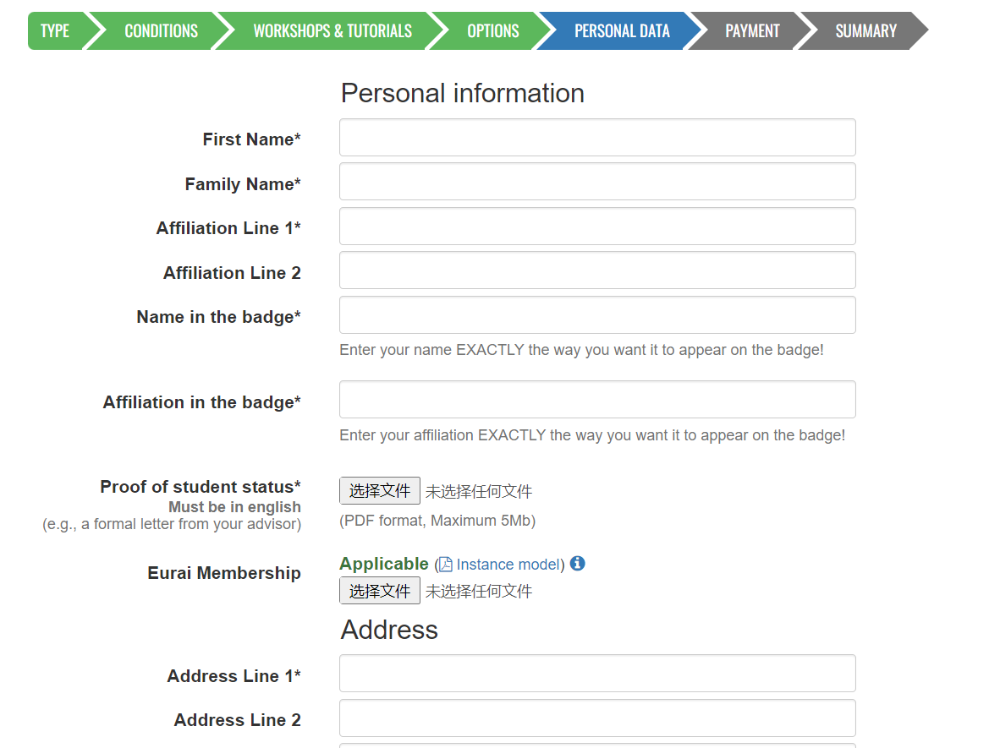 TYPE CONDITIONS WORKSHOPS & TUTORIALS OPTIONS PERSONAL DATA PAYMENT SUMMARY
Personal information
First Name*
Family Name*
Affiliation Line 1*
Affiliation Line 2
Name in the badge*
Enter your name EXACTLY the way you want it to appear on the badge!
Affiliation in the badge*
Enter your affiliation EXACTLY the way you want it to appear on the badge!
Proof of student status* 选择文件 未选择任何文件
Must be in english
(e.g., a formal letter from your advisor) (PDF format, Maximum 5Mb)
Eurai Membership Applicable (Instance model)
选择文件 未选择任何文件
Address
Address Line 1*
Address Line 2